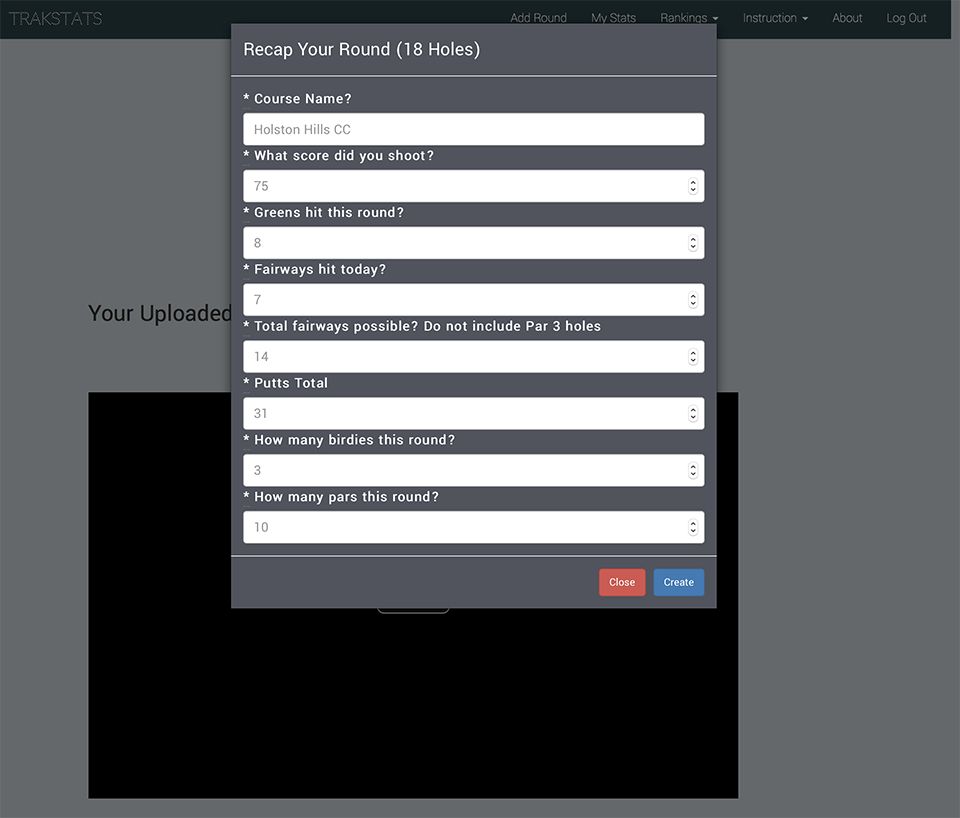 TRAKSTATS
Add Round My Stats Rankings Instruction About Log Out
Recap Your Round (18 Holes)
* Course Name?
Holston Hills CC
* What score did you shoot?
75
* Greens hit this round?
8
* Fairways hit today?
7
Your Uploaded
* Total fairways possible? Do not include Par 3 holes
14
* Putts Total
31
* How many birdies this round?
3
* How many pars this round?
10
Close Create